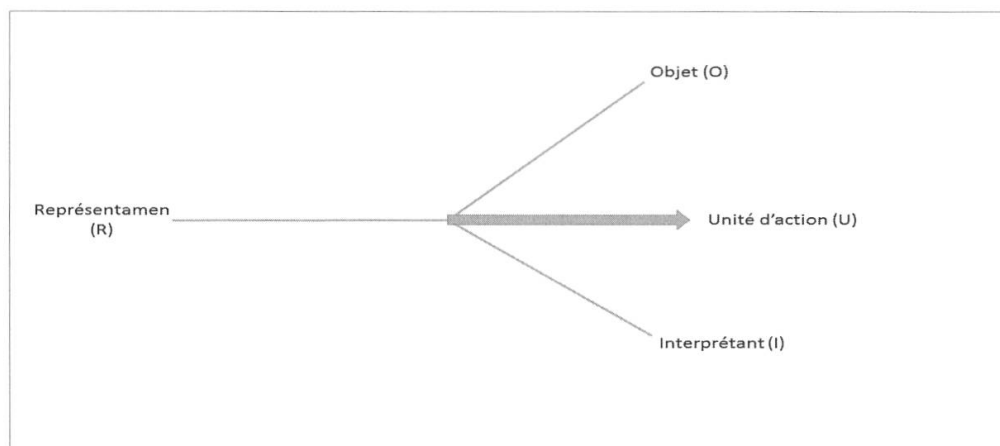 Objet (O)
Représentamen
(R)
Unité d'action (U)
Interprétant (I)